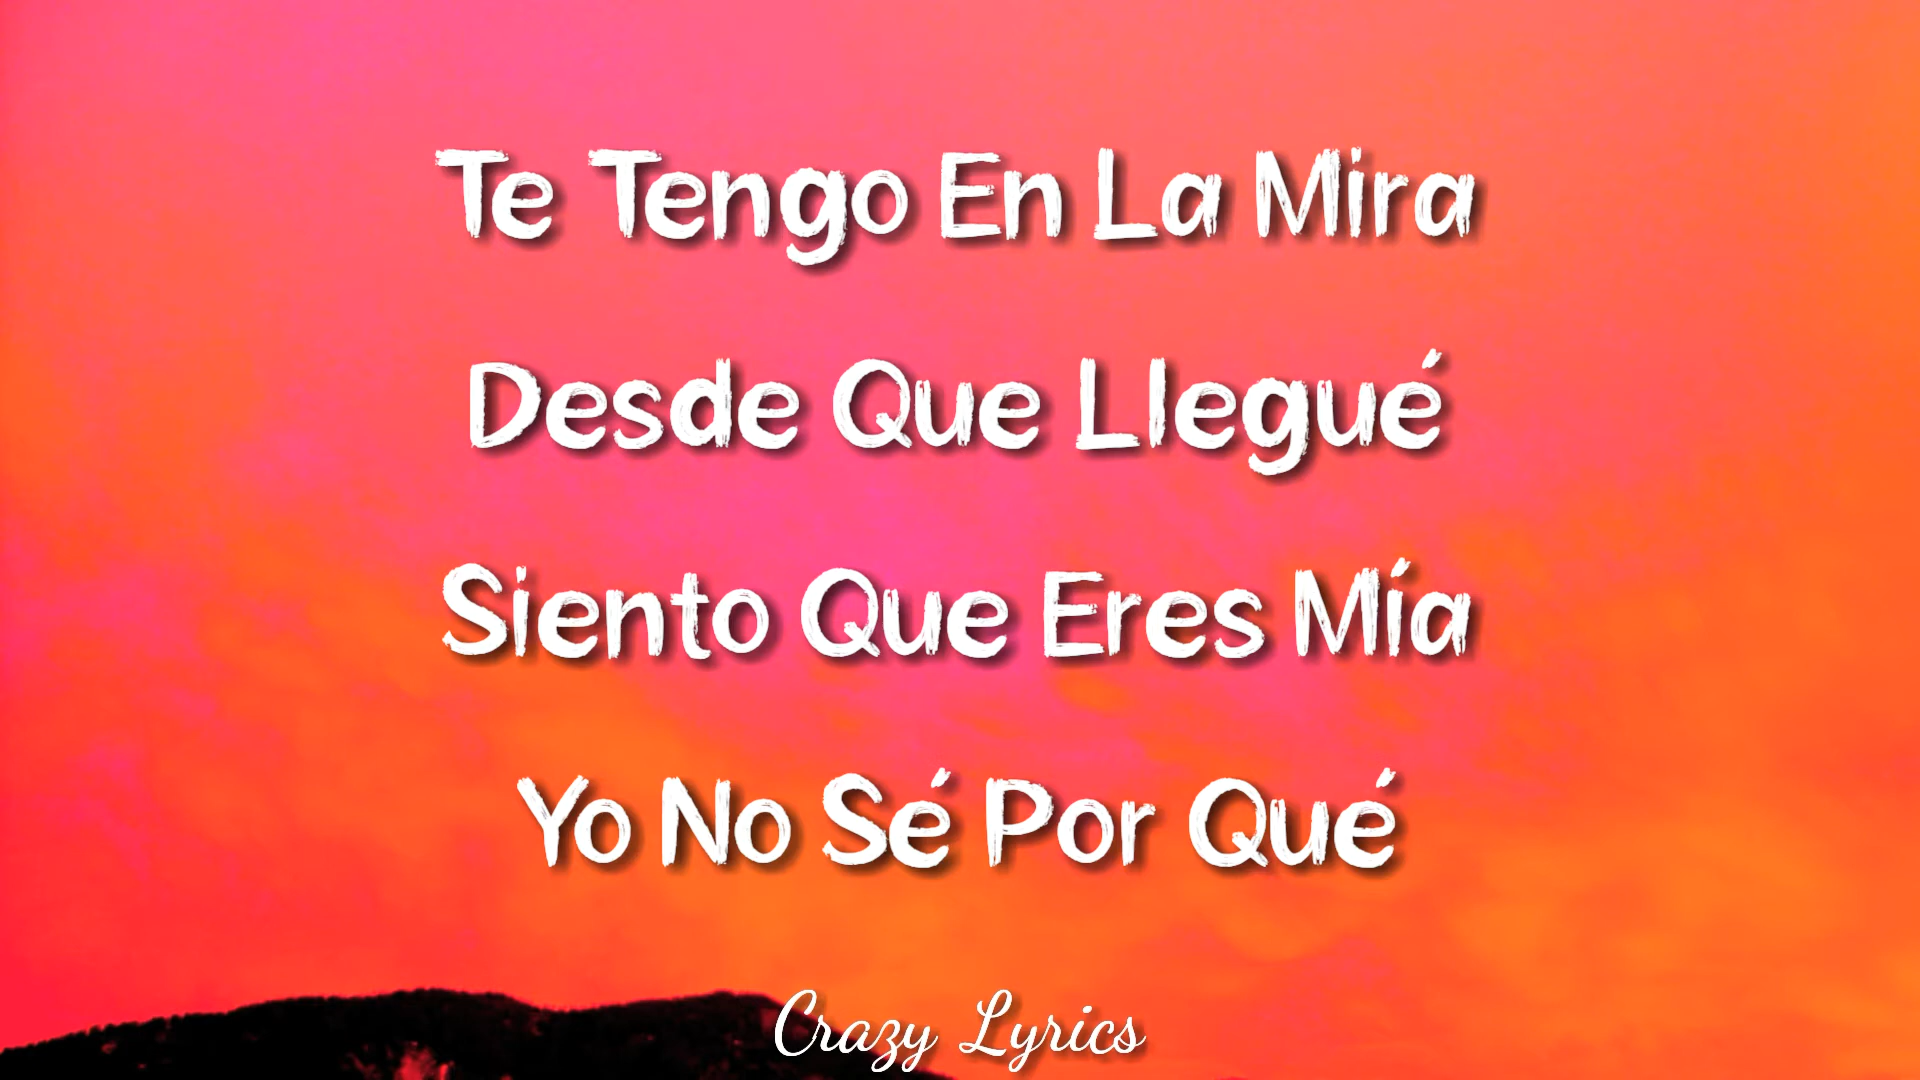 Te Tengo En La Mira
Desde Que Llegué
Siento Que Eres Mía
Yo No Sé Por Qué
Crazy Lyrics